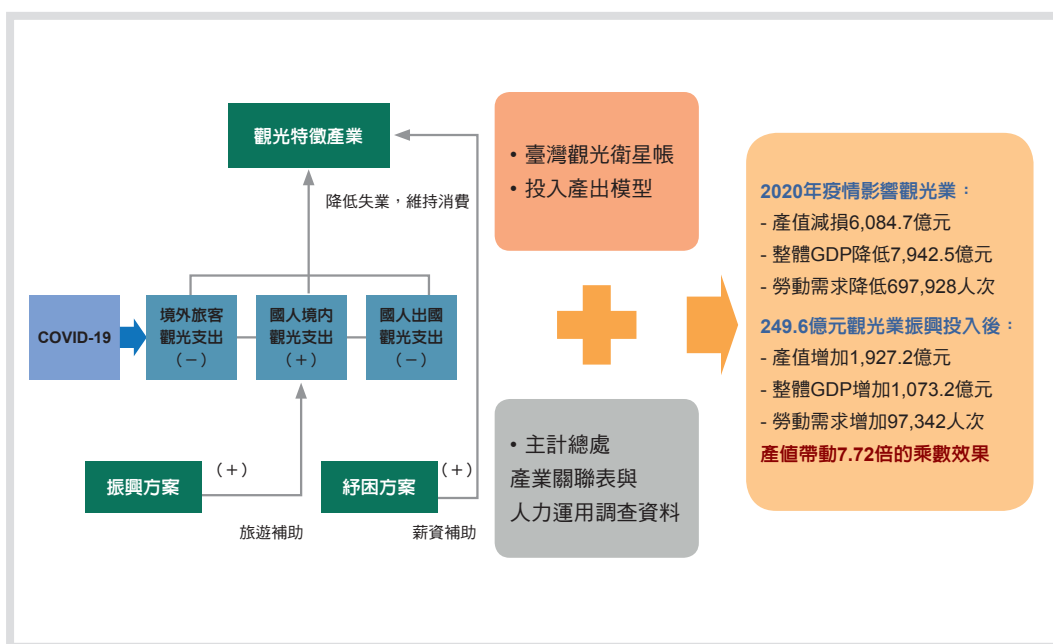 觀光特徵產業
降低失業，維持消費
COVID-19
境外旅客
觀光支出
（－）
國人境內
觀光支出
（＋）
國人出國
觀光支出
（－）
振興方案
（＋）
旅遊補助
紓困方案
（＋）
薪資補助
• 臺灣觀光衛星帳
• 投入產出模型
• 主計總處
產業關聯表與
人力運用調查資料
2020年疫情影響觀光業：
- 產值減損6,084.7億元
- 整體GDP降低7,942.5億元
- 勞動需求降低697,928人次
249.6億元觀光業振興投入後：
- 產值增加1,927.2億元
- 整體GDP增加1,073.2億元
- 勞動需求增加97,342人次
產值帶動7.72倍的乘數效果